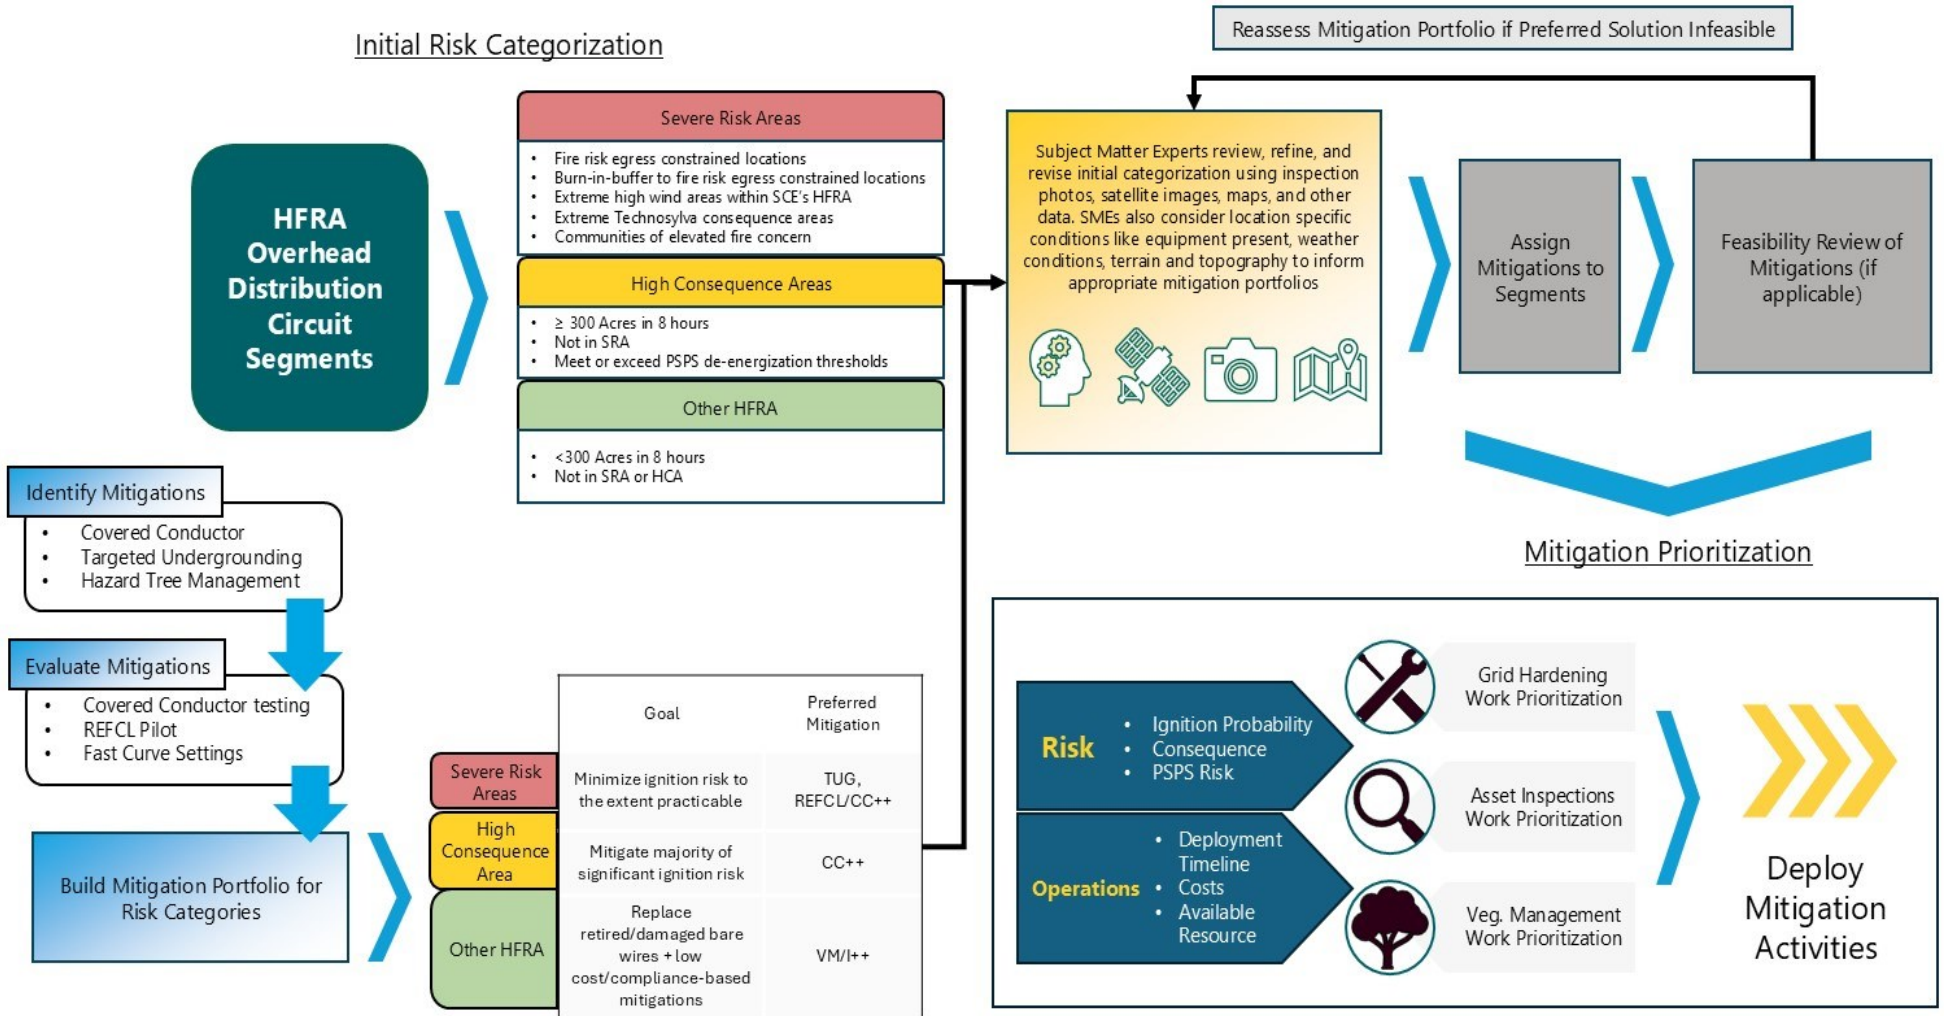 Initial Risk Categorization
Reassess Mitigation Portfolio if Preferred Solution Infeasible
HFRA
Overhead
Distribution
Circuit
Segments
Severe Risk Areas
• Fire risk egress constrained locations
• Burn-in-buffer to fire risk egress constrained locations
• Extreme high wind areas within SCE's HFRA
• Extreme Technosylva consequence areas
• Communities of elevated fire concern
High Consequence Areas
• ≥ 300 Acres in 8 hours
• Not in SRA
• Meet or exceed PSPS de-energization thresholds
Other HFRA
• <300 Acres in 8 hours
• Not in SRA or HCA
Subject Matter Experts review, refine, and
revise initial categorization using inspection
photos, satellite images, maps, and other
data. SMEs also consider location specific
conditions like equipment present, weather
conditions, terrain and topography to inform
appropriate mitigation portfolios
Assign
Mitigations to
Segments
Feasibility Review of
Mitigations (if
applicable)
Identify Mitigations
• Covered Conductor
• Targeted Undergrounding
• Hazard Tree Management
Evaluate Mitigations
• Covered Conductor testing
• REFCL Pilot
• Fast Curve Settings
Build Mitigation Portfolio for
Risk Categories
Goal
Preferred
Mitigation
Severe Risk
Areas
Minimize ignition risk to
the extent practicable
TUG,
REFCL/CC++
High
Consequence
Area
Mitigate majority of
significant ignition risk
CC++
Other HFRA
Replace
retired/damaged bare
wires + low
cost/compliance-based
mitigations
VM/I++
Mitigation Prioritization
Risk
• Ignition Probability
• Consequence
• PSPS Risk
Operations
• Deployment
Timeline
• Costs
• Available
Resource
Grid Hardening
Work Prioritization
Asset Inspections
Work Prioritization
Veg. Management
Work Prioritization
Deploy
Mitigation
Activities